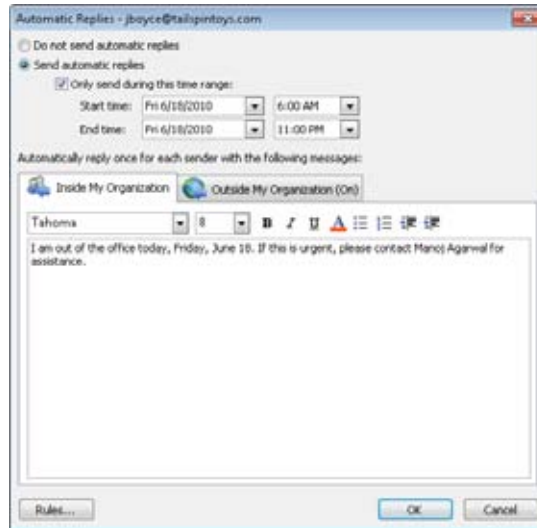 Automatic Replies - jboyce@tailspintoys.com
Do not send automatic replies
Send automatic replies
Only send during this time range:
Start time: Fri 6/18/2010 6:00 AM
End time: Fri 6/18/2010 11:00 PM
Automatically reply once for each sender with the following messages:
Inside My Organization Outside My Organization (On)
Tahoma 8 B I U A
I am out of the office today, Friday, June 18. If this is urgent, please contact Manoj Agarwal for
assistance.
Rules... OK Cancel